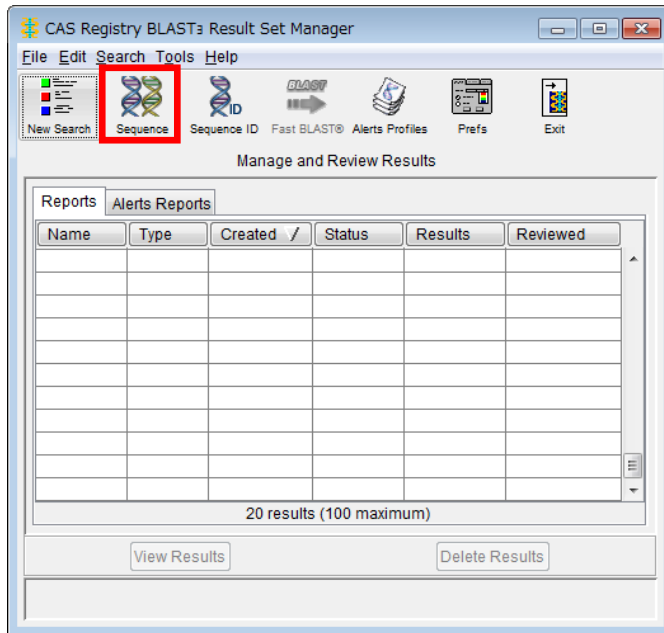 CAS Registry BLASTз Result Set Manager
File Edit Search Tools Help
BLAST
ID
New Search Sequence Sequence ID Fast BLAST® Alerts Profiles Prefs Exit
Manage and Review Results
Reports Alerts Reports
Name Type Created Status Results Reviewed
20 results (100 maximum)
View Results Delete Results